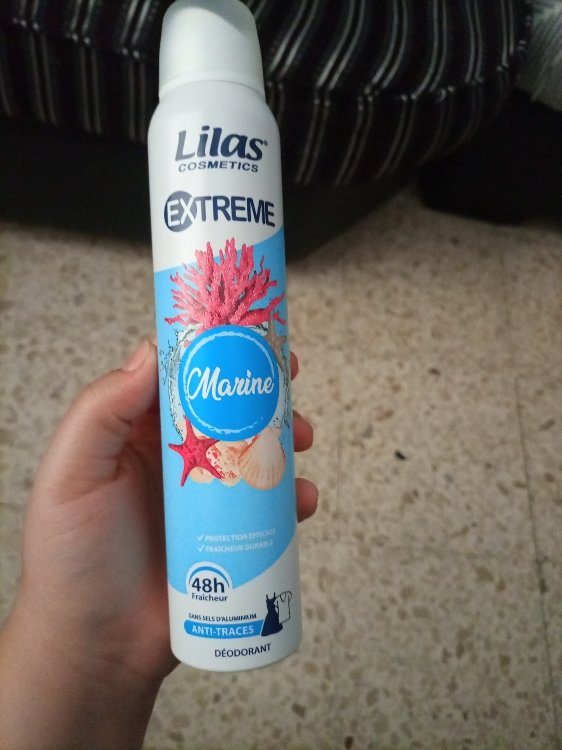 Lilas®
COSMETICS
EXTREME
Marine
✓ PROTECTION EFFICACE
✓ FRAÎCHEUR DURABLE
48h
Fraîcheur
SANS SELS D'ALUMINIUM
ANTI-TRACES
DÉODORANT